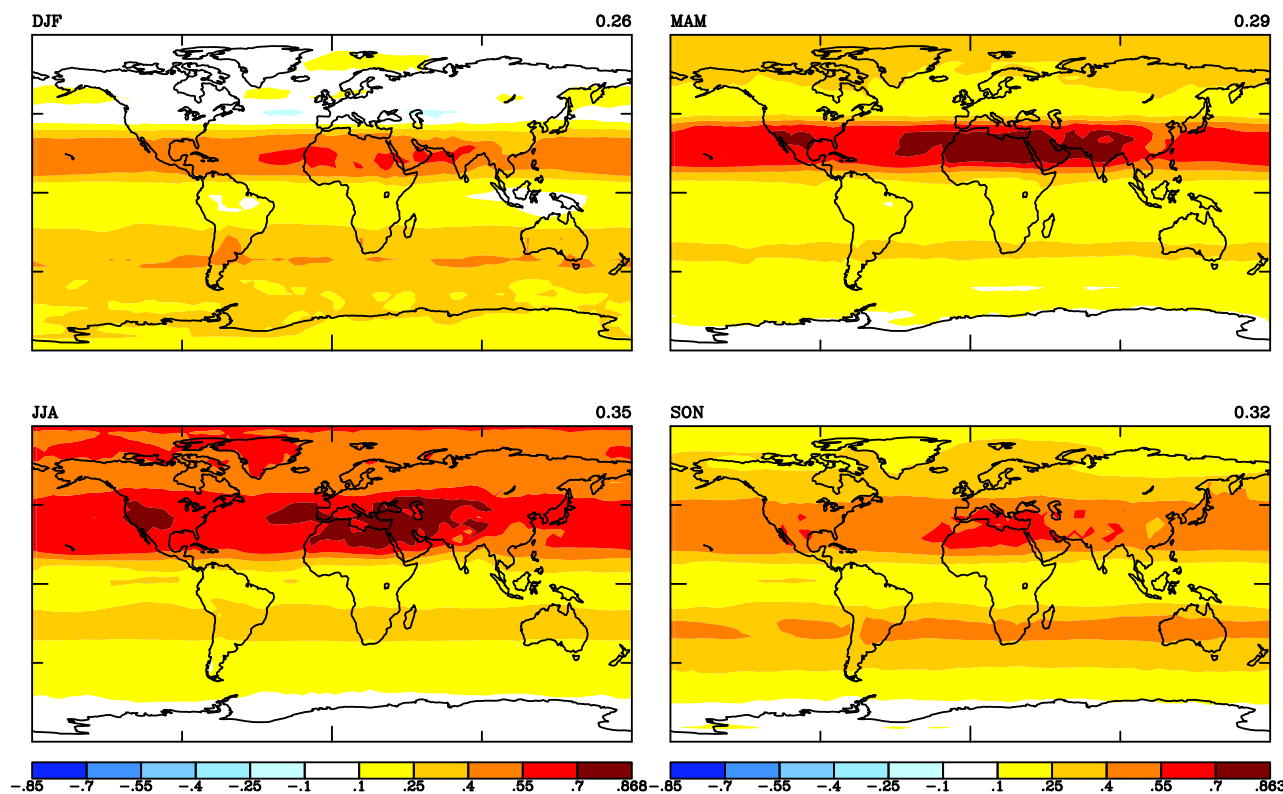 DJF 0.26
MAM 0.29
JJA 0.35
SON 0.32
-.85 -.7 -.55 -.4 -.25 -.1 .1 .25 .4 .55 .7 .868
-.85 -.7 -.55 -.4 -.25 -.1 .1 .25 .4 .55 .7 .863